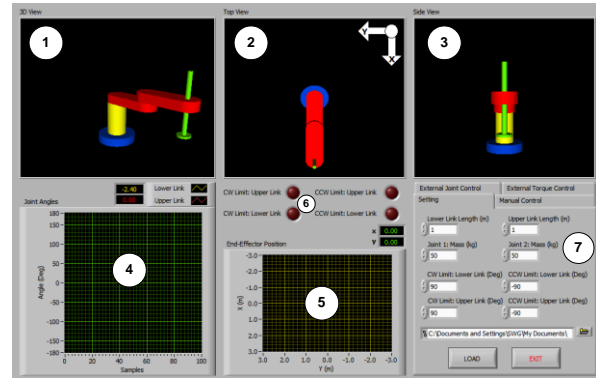 3D View
Top View
Side View
1
2
Y
X
3
-2.40
Lower Link
0.00
Upper Link
Joint Angles
180
150
100
50
0
-50
-100
-150
-180
Angle (Deg)
4
0 20 40 60 80 100
Samples
CW Limit: Upper Link
CCW Limit: Upper Link
6
CW Limit: Lower Link
CCW Limit: Lower Link
x 0.00
y 0.00
End-Effector Position
-3.0
-2.0
-1.0
0.0
1.0
2.0
3.0
X (m)
5
3.0 2.0 1.0 0.0 -1.0 -2.0 -3.0
Y (m)
External Joint Control
External Torque Control
Setting
Manual Control
Lower Link Length (m)
Upper Link Length (m)
1
1
7
Joint 1: Mass (kg)
Joint 2: Mass (kg)
50
50
CW Limit: Lower Link (Deg)
CCW Limit: Lower Link (Deg)
90
-90
CW Limit: Upper Link (Deg)
CCW Limit: Upper Link (Deg)
90
-90
C:\Documents and Settings\SWG\My Documents\
LOAD
EXIT